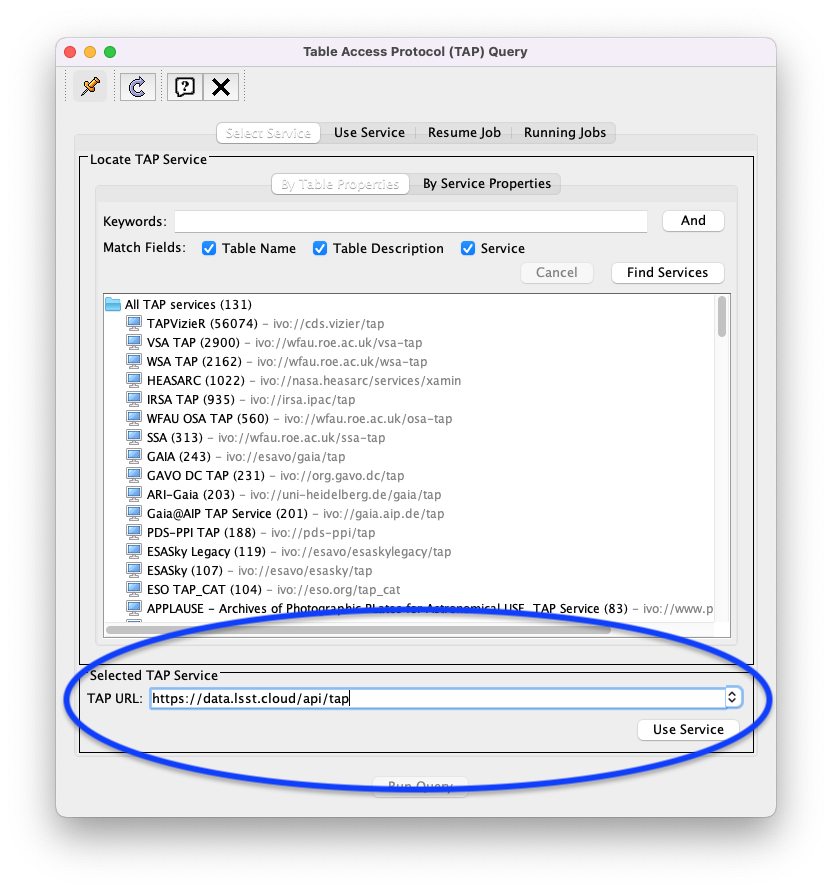 Table Access Protocol (TAP) Query
Select Service Use Service Resume Job Running Jobs
Locate TAP Service
By Table Properties By Service Properties
Keywords: And
Match Fields: Table Name Table Description Service
Cancel Find Services
All TAP services (131)
TAPVizieR (56074) – ivo://cds.vizier/tap
VSA TAP (2900) – ivo://wfau.roe.ac.uk/vsa-tap
WSA TAP (2162) – ivo://wfau.roe.ac.uk/wsa-tap
HEASARC (1022) – ivo://nasa.heasarc/services/xamin
IRSA TAP (935) – ivo://irsa.ipac/tap
WFAU OSA TAP (560) – ivo://wfau.roe.ac.uk/osa-tap
SSA (313) – ivo://wfau.roe.ac.uk/ssa-tap
GAIA (243) – ivo://esavo/gaia/tap
GAVO DC TAP (231) – ivo://org.gavo.dc/tap
ARI-Gaia (203) – ivo://uni-heidelberg.de/gaia/tap
Gaia@AIP TAP Service (201) – ivo://gaia.aip.de/tap
PDS-PPI TAP (188) – ivo://pds-ppi/tap
ESASky Legacy (119) – ivo://esavo/esaskylegacy/tap
ESASky (107) – ivo://esavo/esasky/tap
ESO TAP_CAT (104) – ivo://eso.org/tap_cat
APPLAUSE – Archives of Photographic PLates for Astronomical USE TAP Service (83) – ivo://www.p
Selected TAP Service
TAP URL: https://data.lsst.cloud/api/tap
Use Service
Run Query